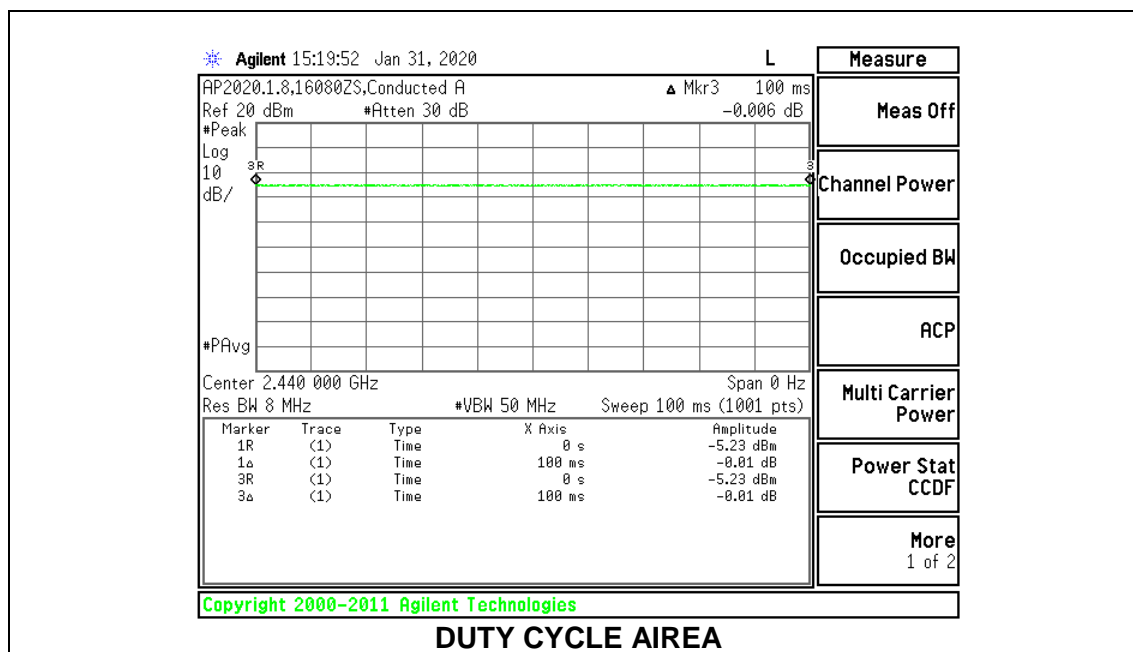 Agilent 15:19:52 Jan 31, 2020 L
Measure
AP2020.1.8,16080ZS,Conducted A
Δ Mkr3 100 ms
Ref 20 dBm #Atten 30 dB -0.006 dB
#Peak
Log
10
dB/
3R
3
#PAvg
Center 2.440 000 GHz Span 0 Hz
Res BW 8 MHz #VBW 50 MHz Sweep 100 ms (1001 pts)
Marker Trace Type X Axis Amplitude
1R (1) Time 0 s -5.23 dBm
1Δ (1) Time 100 ms -0.01 dB
3R (1) Time 0 s -5.23 dBm
3Δ (1) Time 100 ms -0.01 dB
Meas Off
Channel Power
Occupied BW
ACP
Multi Carrier
Power
Power Stat
CCDF
More
1 of 2
Copyright 2000-2011 Agilent Technologies
DUTY CYCLE AIREA